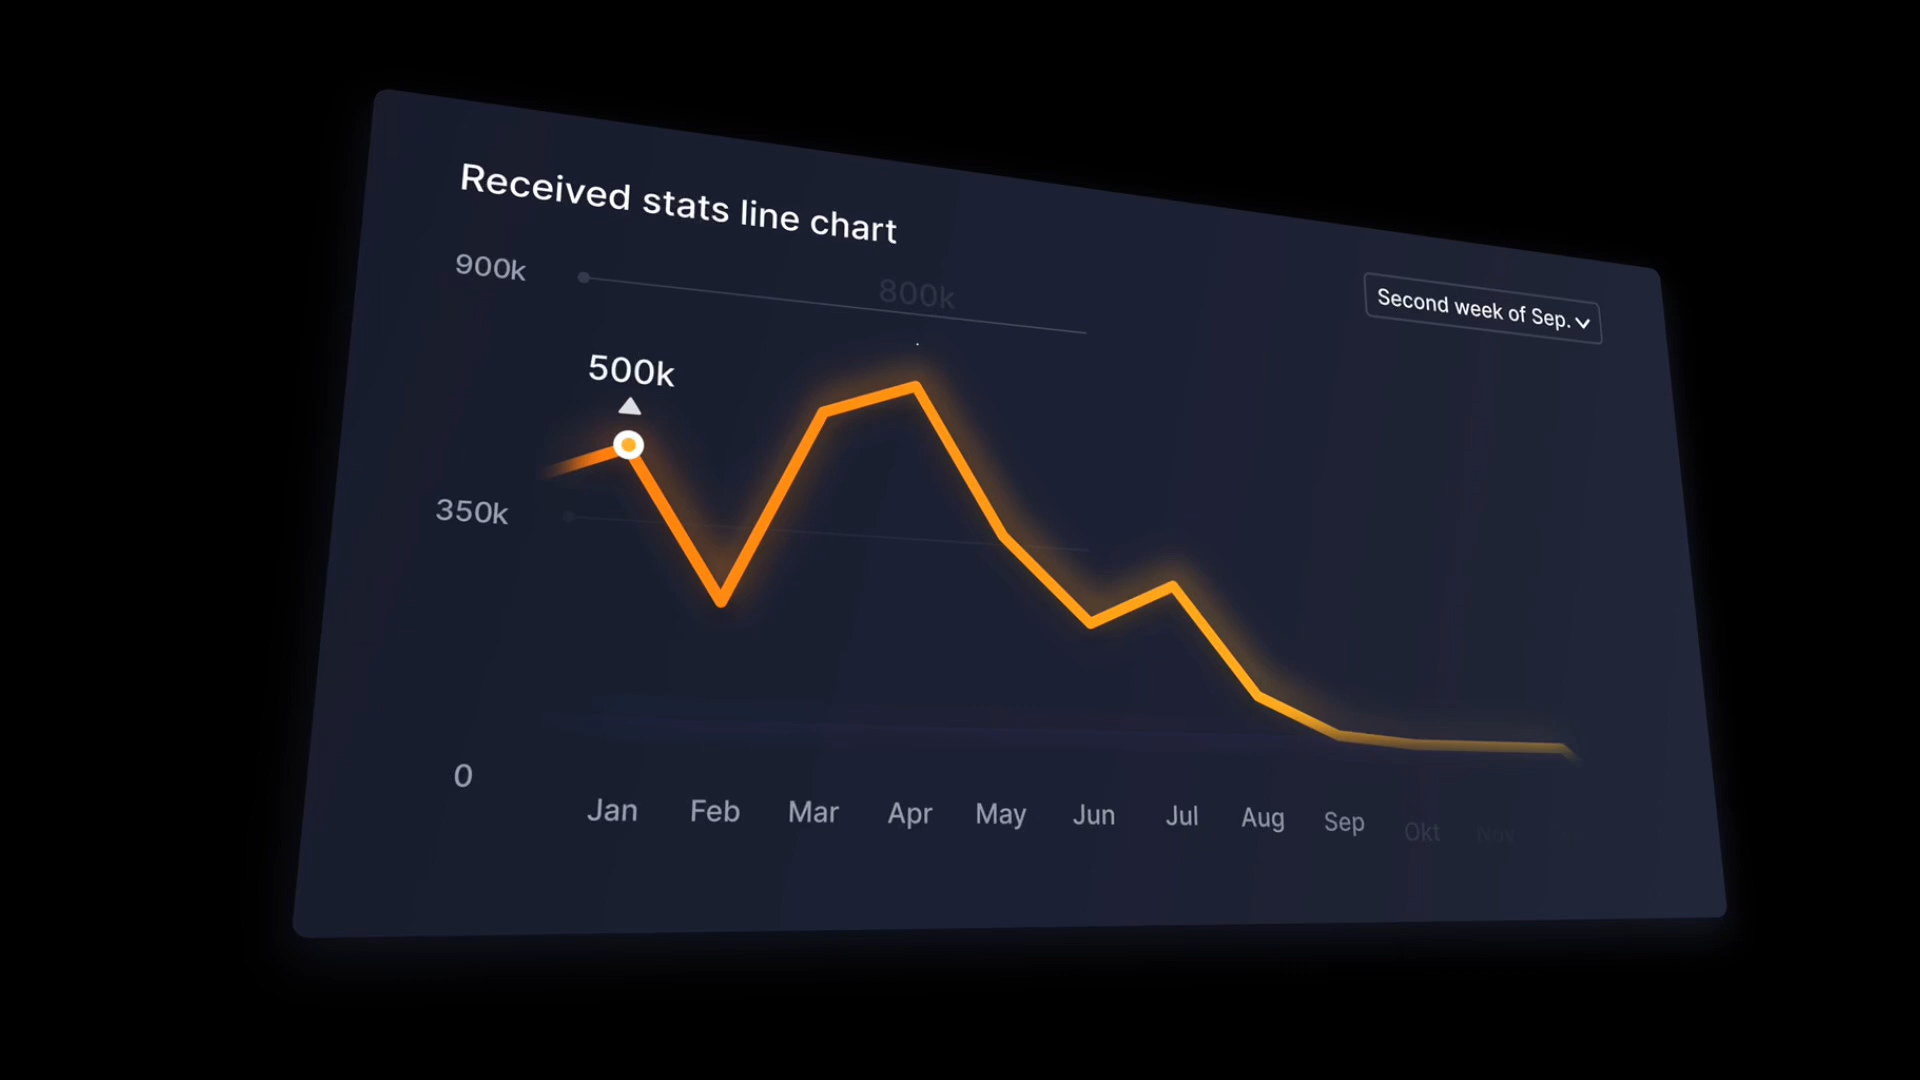 Received stats line chart
900k
800k
Second week of Sep.
500k
350k
0
Jan Feb Mar Apr May Jun Jul Aug Sep Okt Nov